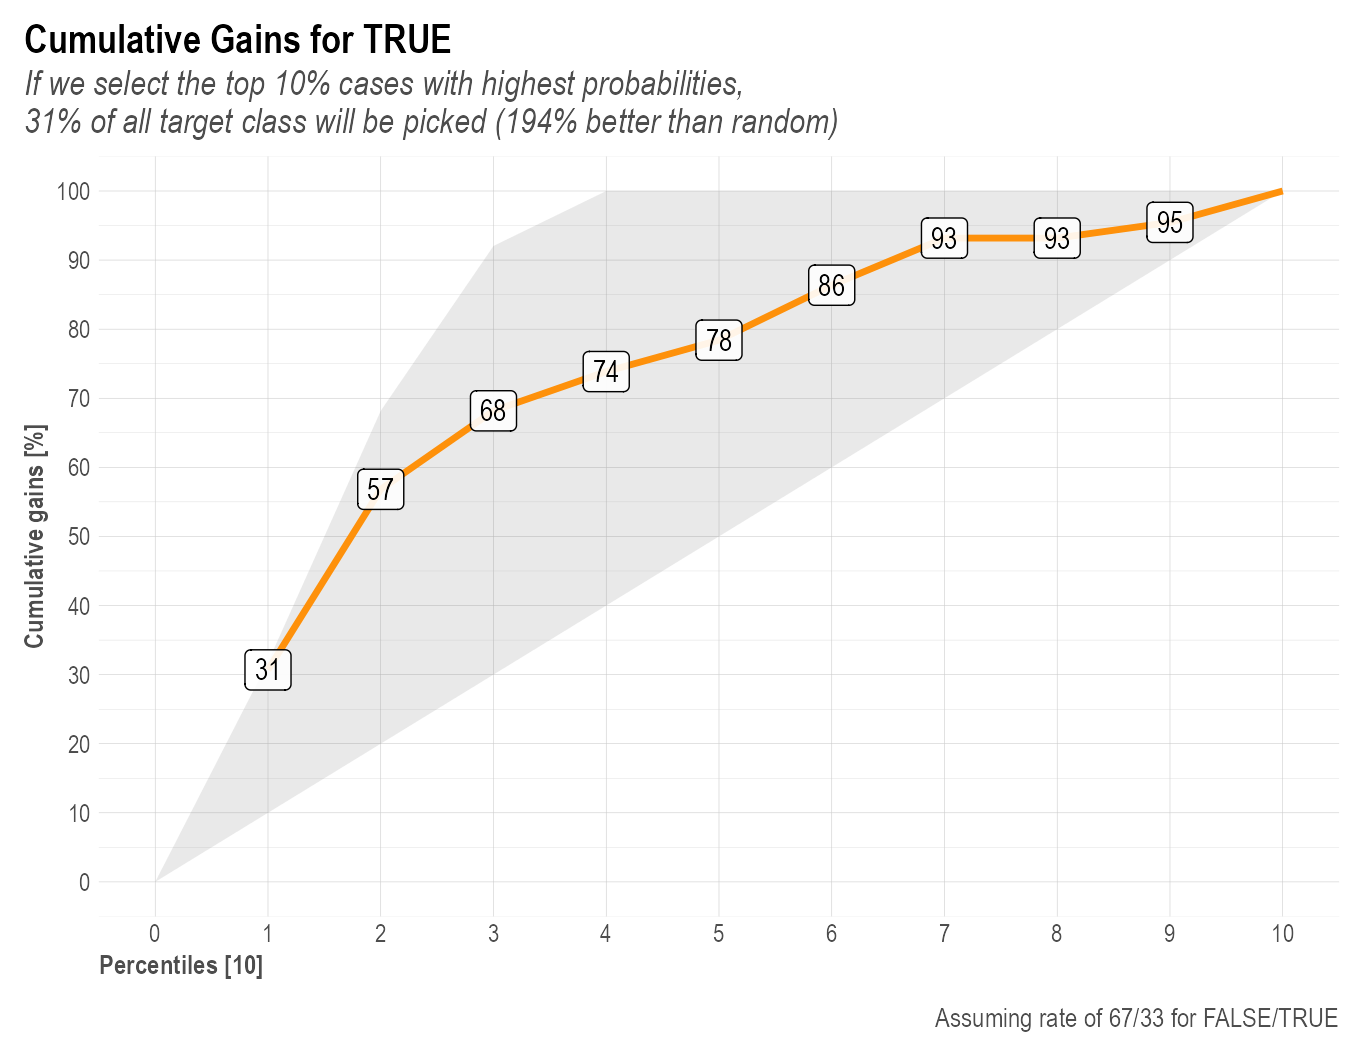 Cumulative Gains for TRUE
If we select the top 10% cases with highest probabilities,
31% of all target class will be picked (194% better than random)
Cumulative gains [%]
100
90
80
70
60
50
40
30
20
10
0
31
57
68
74
78
86
93
93
95
0 1 2 3 4 5 6 7 8 9 10
Percentiles [10]
Assuming rate of 67/33 for FALSE/TRUE